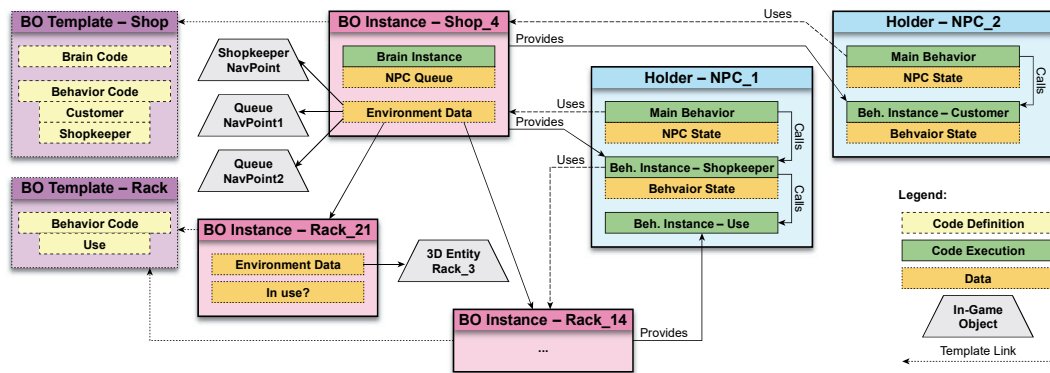 BO Template – Shop
Brain Code
Behavior Code
Customer
Shopkeeper
BO Template – Rack
Behavior Code
Use
Shopkeeper
NavPoint
Queue
NavPoint1
Queue
NavPoint2
BO Instance – Shop_4
Brain Instance
NPC Queue
Environment Data
Uses
Provides
Uses
Provides
Uses
BO Instance – Rack_21
Environment Data
In use?
3D Entity
Rack_3
BO Instance – Rack_14
...
Provides
Holder – NPC_1
Main Behavior
NPC State
Calls
Beh. Instance – Shopkeeper
Behvaior State
Calls
Beh. Instance – Use
Holder – NPC_2
Main Behavior
NPC State
Calls
Beh. Instance – Customer
Behvaior State
Legend:
Code Definition
Code Execution
Data
In-Game
Object
Template Link